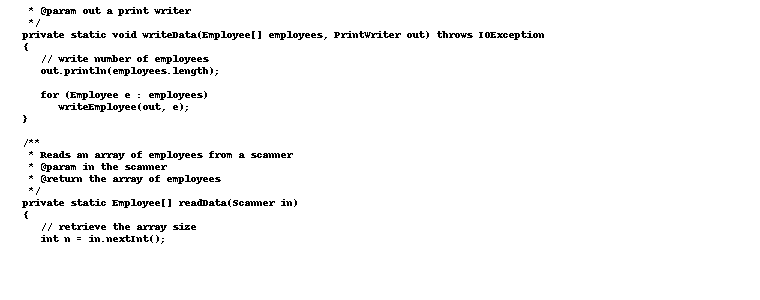 * @param out a print writer
 */
private static void writeData(Employee[] employees, PrintWriter out) throws IOException
{
   // write number of employees
   out.println(employees.length);

   for (Employee e : employees)
      writeEmployee(out, e);
}

/**
 * Reads an array of employees from a scanner
 * @param in the scanner
 * @return the array of employees
 */
private static Employee[] readData(Scanner in)
{
   // retrieve the array size
   int n = in.nextInt();